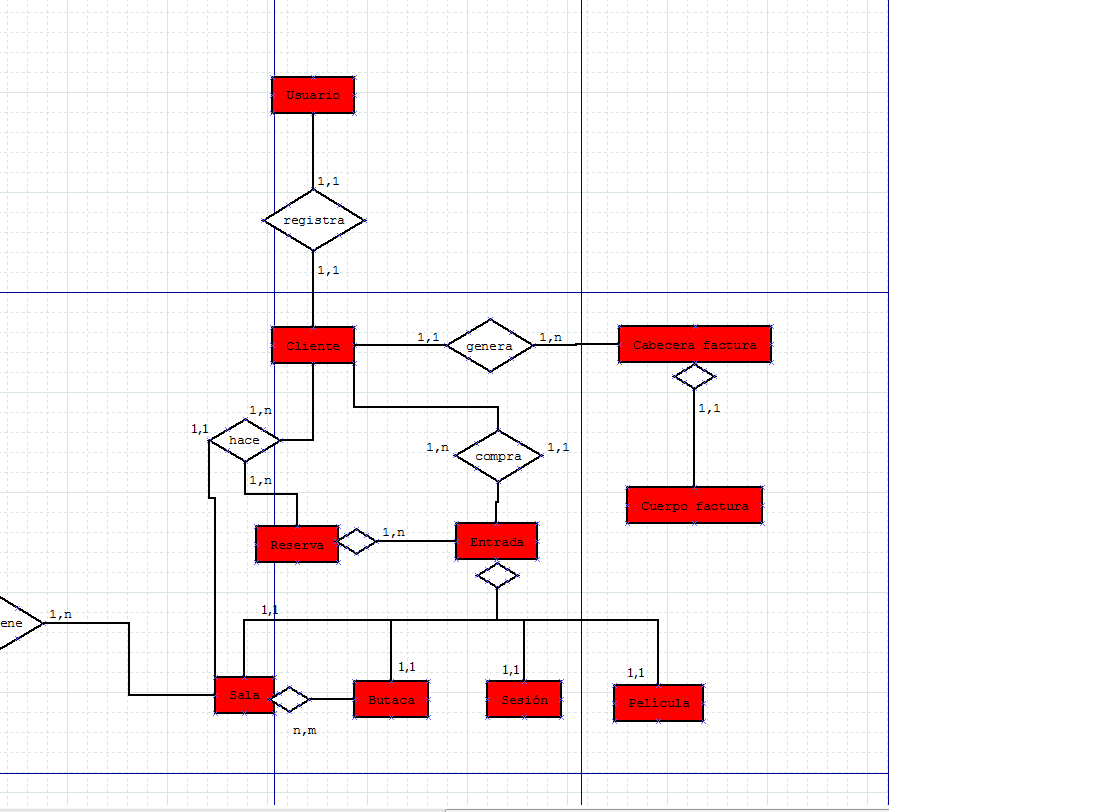 Usuario
1,1
registra
1,1
Cliente
1,1
genera
1,n
Cabecera factura
1,1
1,n
hace
1,1
1,n
1,n
compra
1,1
Cuerpo factura
Reserva
1,n
Entrada
ene
1,n
1,1
1,1
1,1
1,1
Sala
n,m
Butaca
Sesión
Película